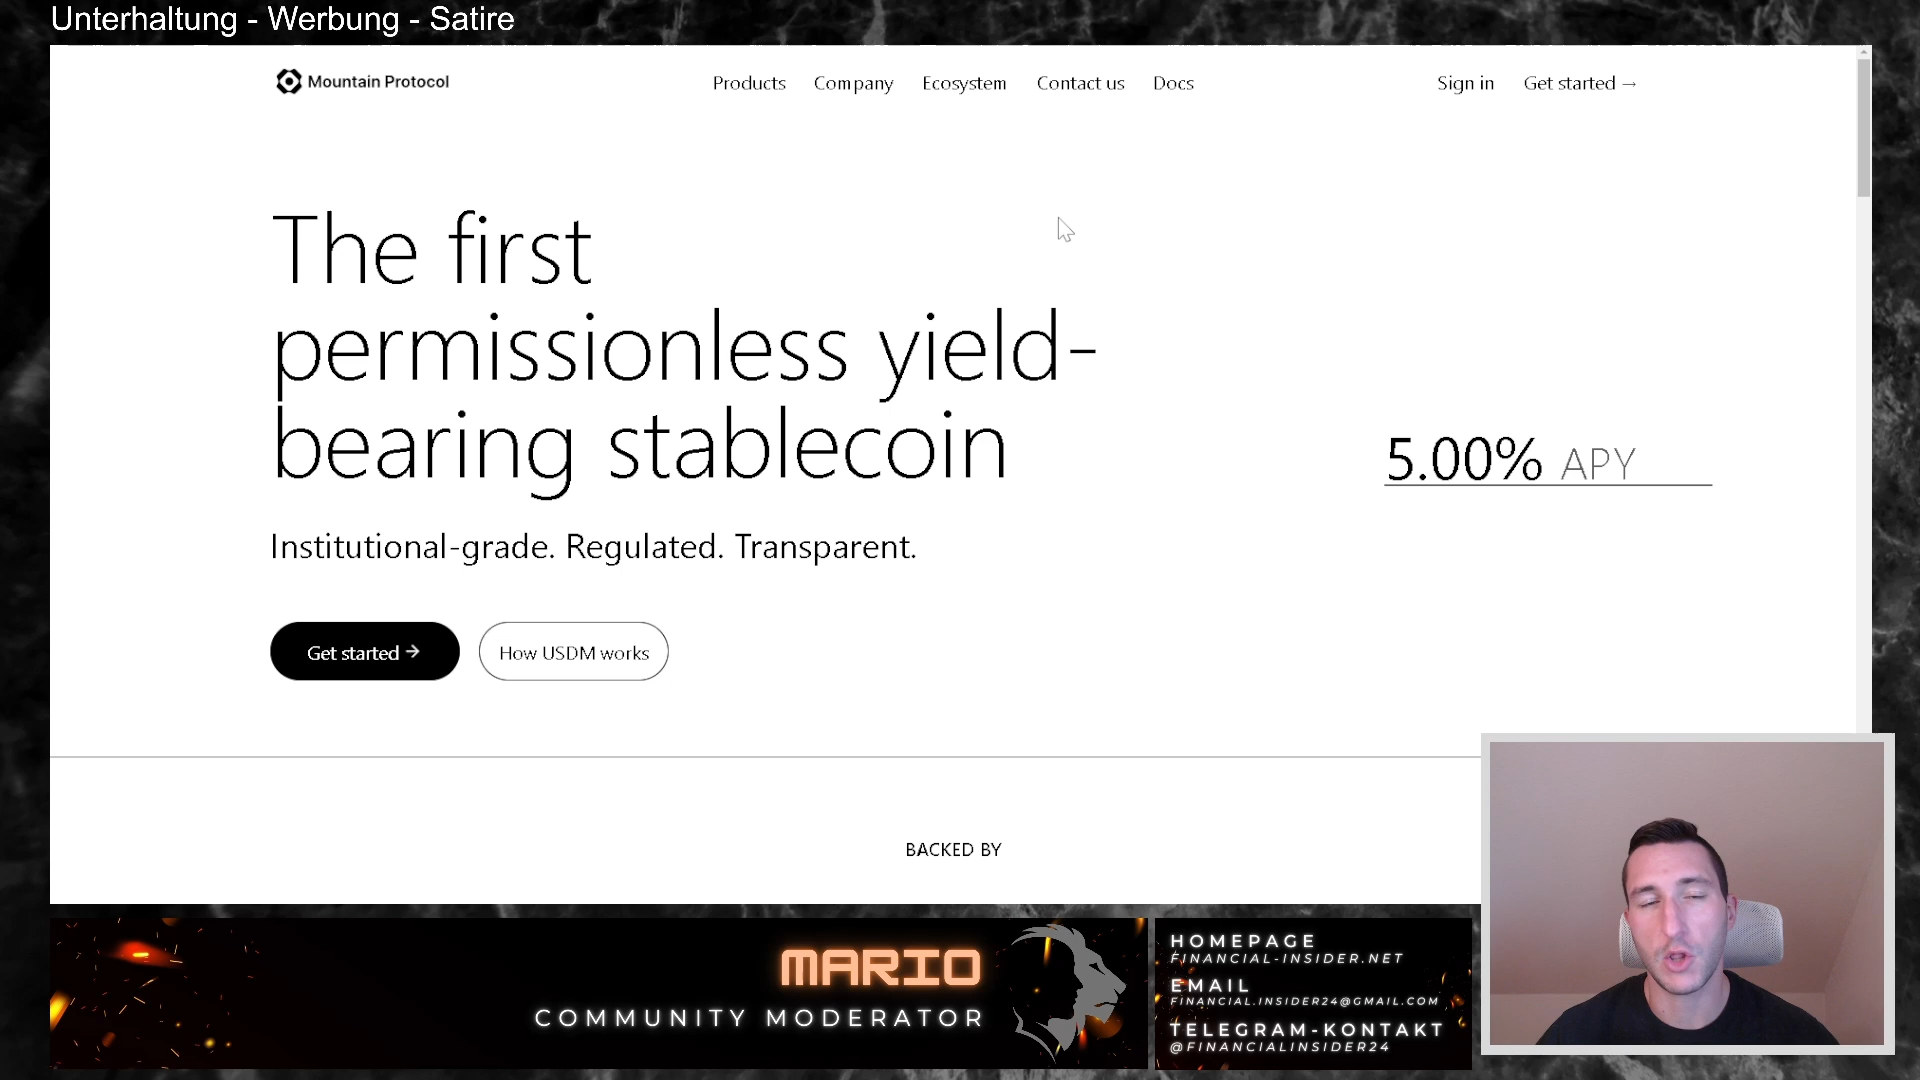 Unterhaltung - Werbung - Satire
Mountain Protocol
Products Company Ecosystem Contact us Docs
Sign in Get started →
The first
permissionless yield-
bearing stablecoin
5.00% APY
Institutional-grade. Regulated. Transparent.
Get started →
How USDM works
BACKED BY
MARIO
COMMUNITY MODERATOR
HOMEPAGE
FINANCIAL-INSIDER.NET
EMAIL
FINANCIAL.INSIDER24@GMAIL.COM
TELEGRAM-KONTAKT
@FINANCIALINSIDER24